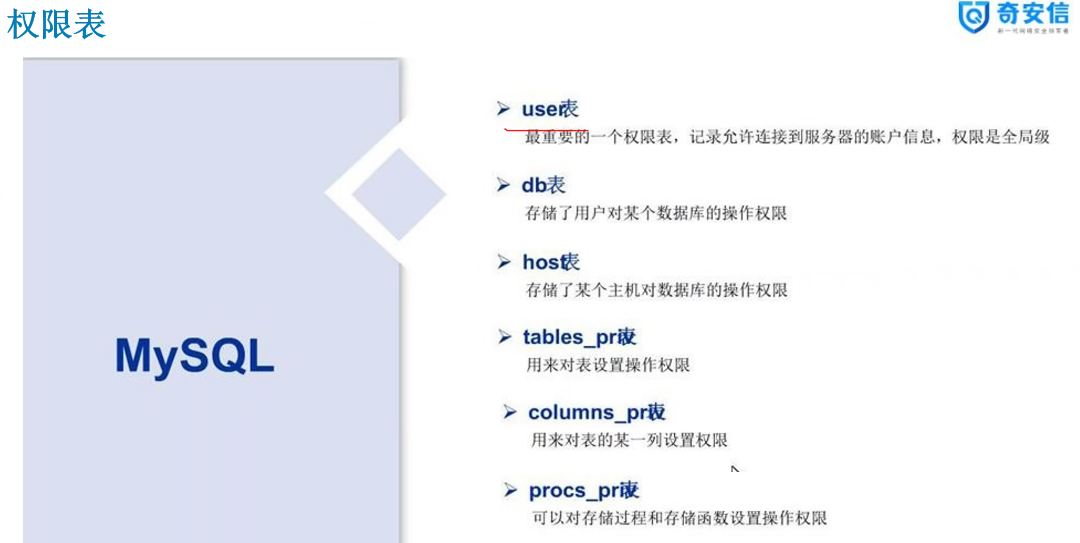 权限表
奇安信
新一代网络安全领军者
user表
最重要的一个权限表，记录允许连接到服务器的账户信息，权限是全局级
db表
存储了用户对某个数据库的操作权限
host表
存储了某个主机对数据库的操作权限
MySQL
tables_priv表
用来对表设置操作权限
columns_priv表
用来对表的某一列设置权限
procs_priv表
可以对存储过程和存储函数设置操作权限